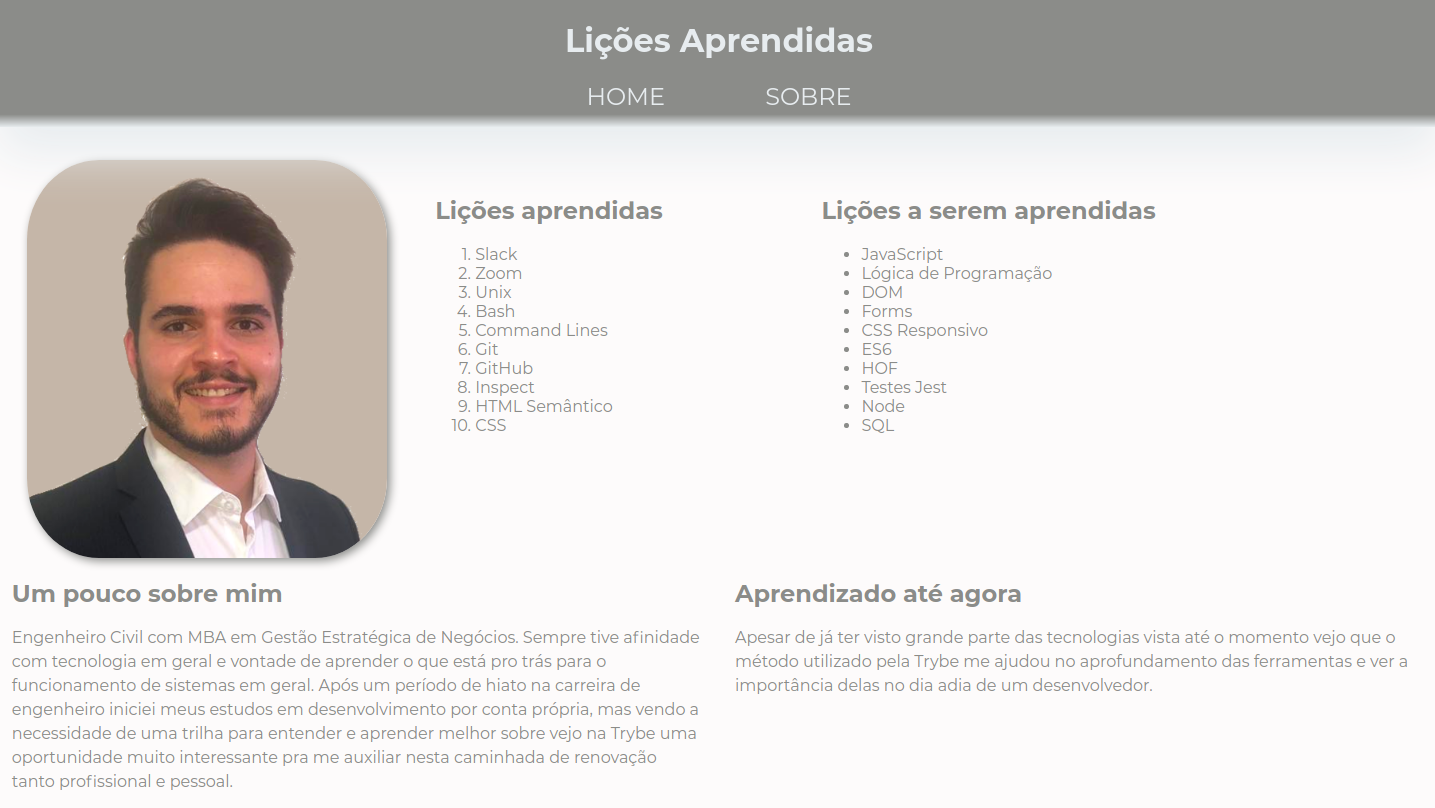 Lições Aprendidas
HOME SOBRE
Lições aprendidas
1. Slack
2. Zoom
3. Unix
4. Bash
5. Command Lines
6. Git
7. GitHub
8. Inspect
9. HTML Semântico
10. CSS
Lições a serem aprendidas
• JavaScript
• Lógica de Programação
• DOM
• Forms
• CSS Responsivo
• ES6
• HOF
• Testes Jest
• Node
• SQL
Um pouco sobre mim
Engenheiro Civil com MBA em Gestão Estratégica de Negócios. Sempre tive afinidade
com tecnologia em geral e vontade de aprender o que está pro trás para o
funcionamento de sistemas em geral. Após um período de hiato na carreira de
engenheiro iniciei meus estudos em desenvolvimento por conta própria, mas vendo a
necessidade de uma trilha para entender e aprender melhor sobre vejo na Trybe uma
oportunidade muito interessante pra me auxiliar nesta caminhada de renovação
tanto profissional e pessoal.
Aprendizado até agora
Apesar de já ter visto grande parte das tecnologias vista até o momento vejo que o
método utilizado pela Trybe me ajudou no aprofundamento das ferramentas e ver a
importância delas no dia adia de um desenvolvedor.